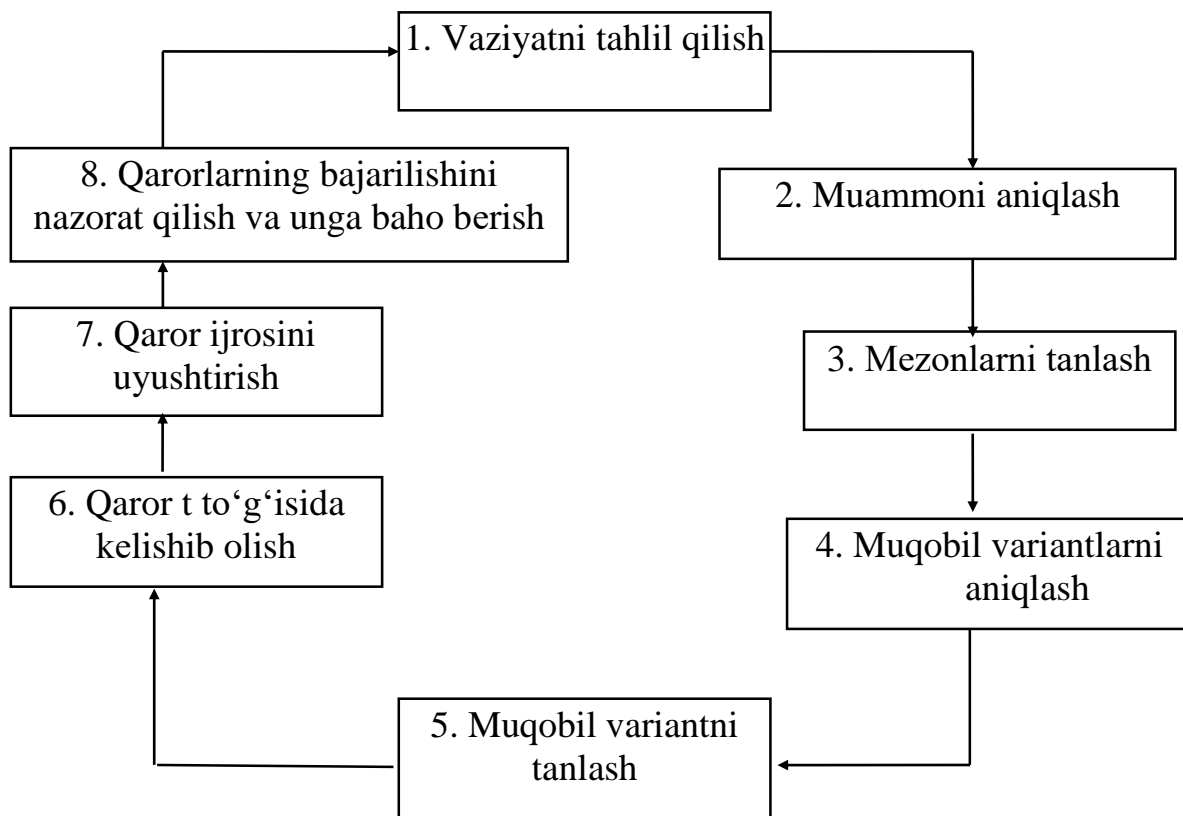 1. Vaziyatni tahlil qilish
2. Muammoni aniqlash
3. Mezonlarni tanlash
4. Muqobil variantlarni
aniqlash
5. Muqobil variantni
tanlash
6. Qaror t to‘g‘isida
kelishib olish
7. Qaror ijrosini
uyushtirish
8. Qarorlarning bajarilishini
nazorat qilish va unga baho berish